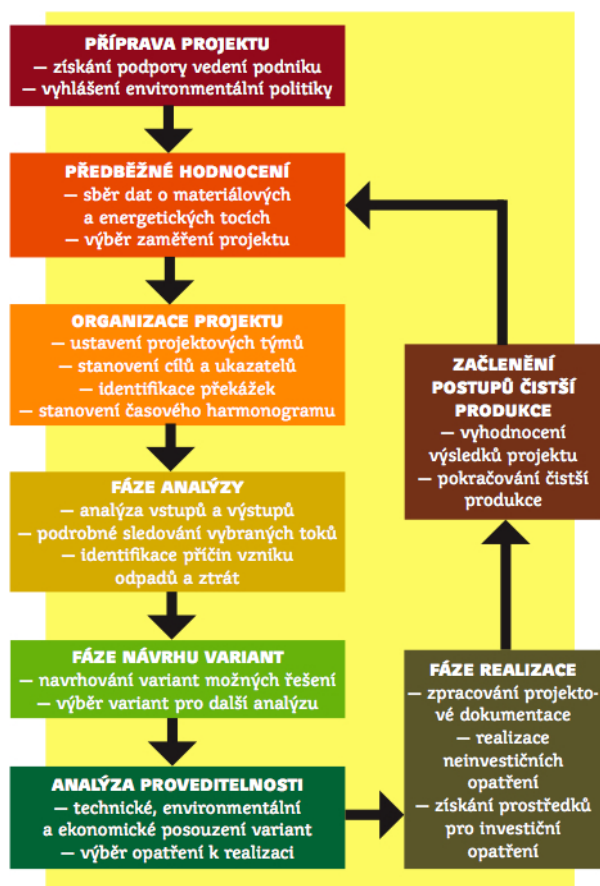 PŘÍPRAVA PROJEKTU
— získání podpory vedení podniku
— vyhlášení environmentální politiky
PŘEDBĚŽNÉ HODNOCENÍ
— sběr dat o materiálových
a energetických tocích
— výběr zaměření projektu
ORGANIZACE PROJEKTU
— ustavení projektových týmů
— stanovení cílů a ukazatelů
— identifikace překážek
— stanovení časového harmonogramu
FÁZE ANALÝZY
— analýza vstupů a výstupů
— podrobné sledování vybraných toků
— identifikace příčin vzniku
odpadů a ztrát
FÁZE NÁVRHU VARIANT
— navrhování variant možných řešení
— výběr variant pro další analýzu
ANALÝZA PROVEDITELNOSTI
— technické, environmentální
a ekonomické posouzení variant
— výběr opatření k realizaci
FÁZE REALIZACE
— zpracování projekto-
vé dokumentace
— realizace
neinvestičních
opatření
— získání prostředků
pro investiční
opatření
ZAČLENĚNÍ
POSTUPŮ ČISTŠÍ
PRODUKCE
— vyhodnocení
výsledků projektu
— pokračování čistší
produkce